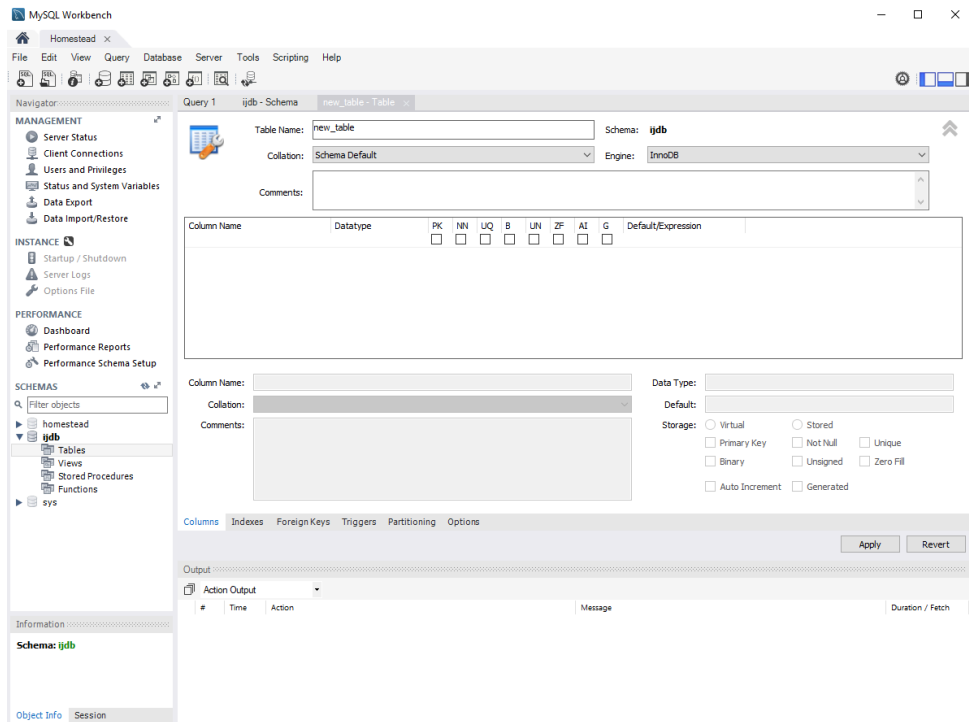 MySQL Workbench
Homestead
File Edit View Query Database Server Tools Scripting Help
Navigator
MANAGEMENT
Server Status
Client Connections
Users and Privileges
Status and System Variables
Data Export
Data Import/Restore
INSTANCE
Startup / Shutdown
Server Logs
Options File
PERFORMANCE
Dashboard
Performance Reports
Performance Schema Setup
SCHEMAS
Filter objects
homestead
ijdb
Tables
Views
Stored Procedures
Functions
sys
Information
Schema: ijdb
Object Info Session
Query 1 ijdb - Schema new_table - Table
Table Name: new_table Schema: ijdb
Collation: Schema Default Engine: InnoDB
Comments:
Column Name Datatype PK NN UQ B UN ZF AI G Default/Expression
Column Name: Data Type:
Collation: Default:
Comments: Storage: Virtual Stored
Primary Key Not Null Unique
Binary Unsigned Zero Fill
Auto Increment Generated
Columns Indexes Foreign Keys Triggers Partitioning Options
Apply Revert
Output
Action Output
# Time Action Message Duration / Fetch